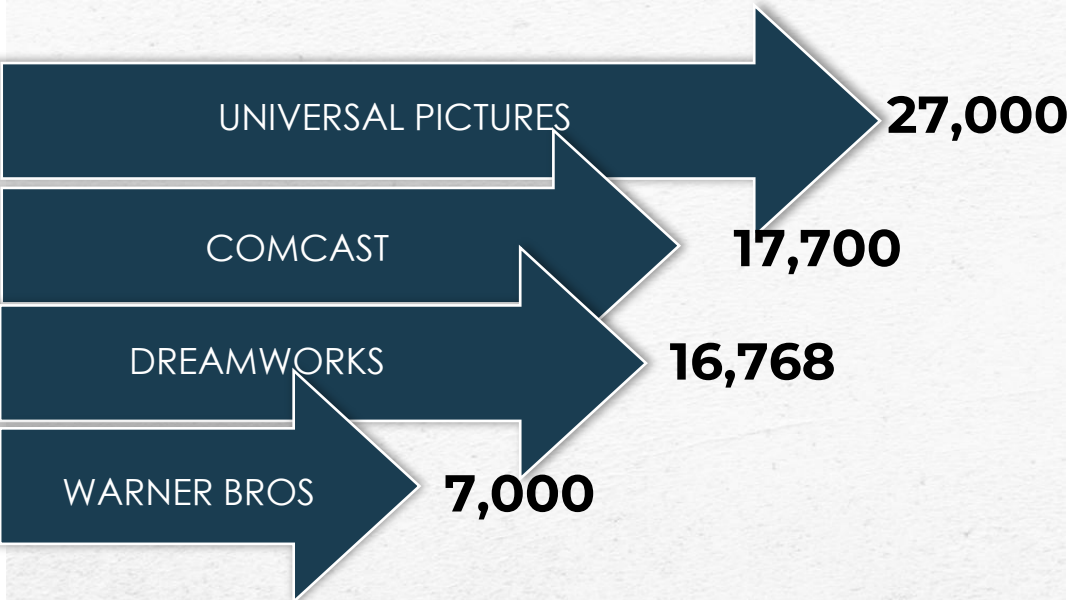 UNIVERSAL PICTURES 27,000
COMCAST 17,700
DREAMWORKS 16,768
WARNER BROS 7,000